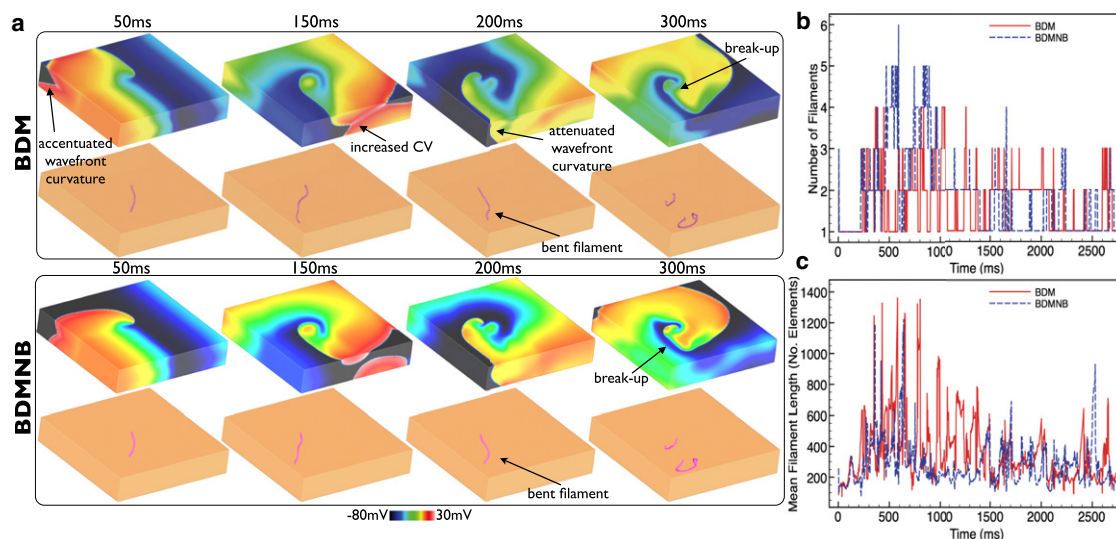 a
50ms 150ms 200ms 300ms
BDM
accentuated wavefront curvature
increased CV
attenuated wavefront curvature
break-up
bent filament
50ms 150ms 200ms 300ms
BDMNB
break-up
bent filament
-80mV 30mV
b
BDM
BDMNB
Number of Filaments
6
5
4
3
2
1
0 500 1000 1500 2000 2500
Time (ms)
c
BDM
BDMNB
Mean Filament Length (No. Elements)
1400
1200
1000
800
600
400
200
0 500 1000 1500 2000 2500
Time (ms)